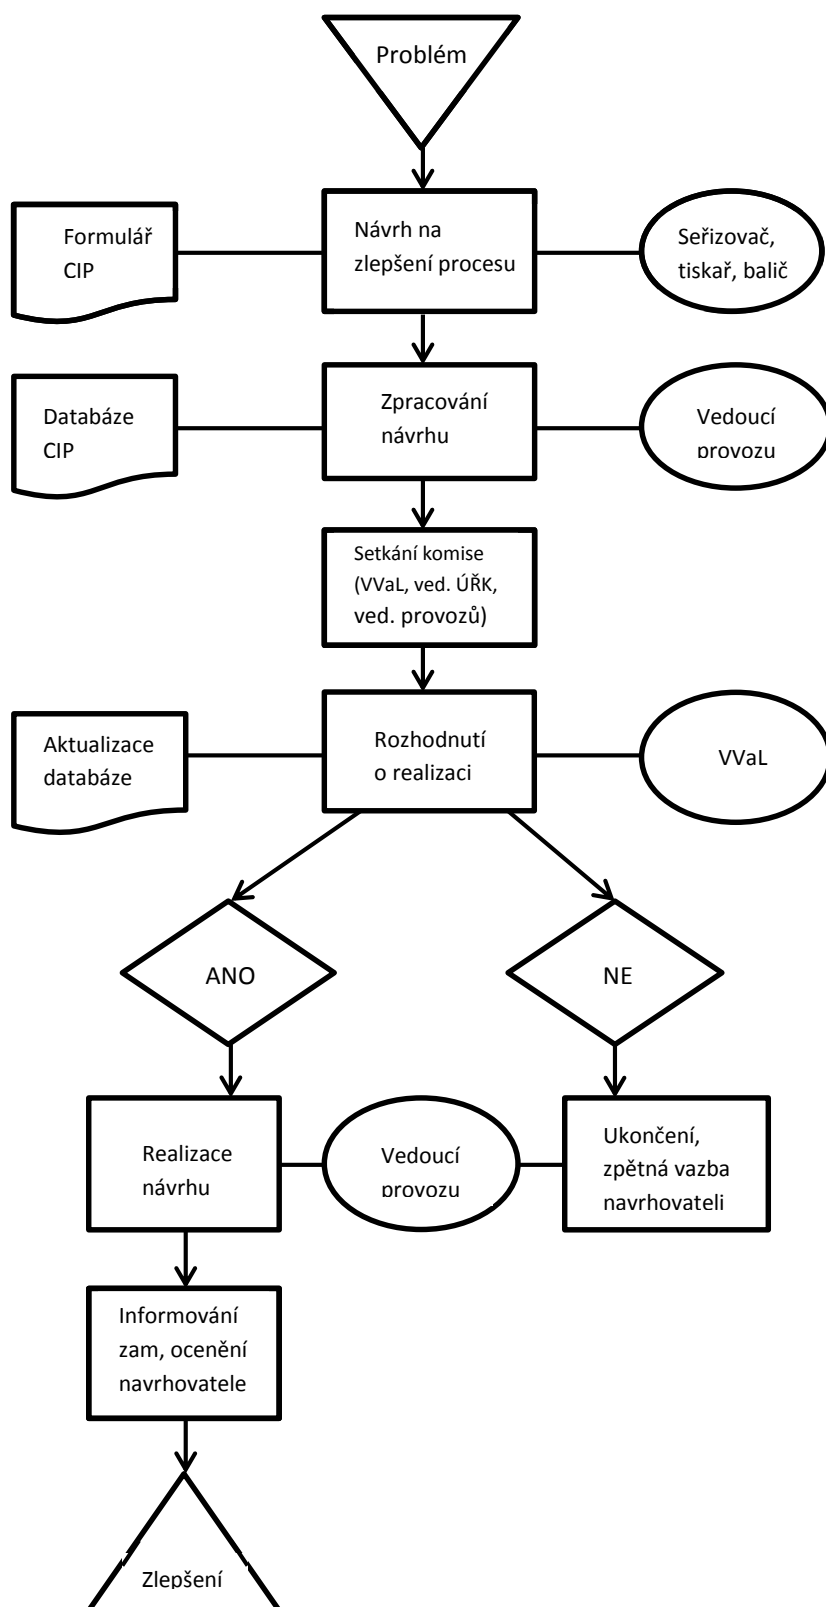 Problém
Formulář
CIP
Návrh na
zlepšení procesu
Seřizovač,
tiskař, balič
Databáze
CIP
Zpracování
návrhu
Vedoucí
provozu
Setkání komise
(VVaL, ved. ÚŘK,
ved. provozů)
Aktualizace
databáze
Rozhodnutí
o realizaci
VVaL
ANO
NE
Realizace
návrhu
Vedoucí
provozu
Ukončení,
zpětná vazba
navrhovateli
Informování
zam, ocenění
navrhovatele
Zlepšení